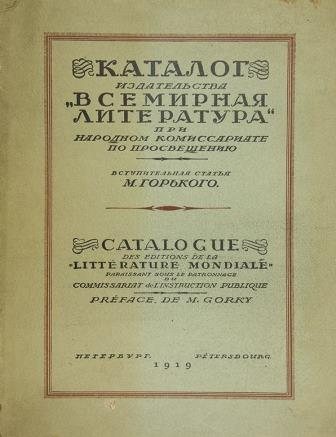 КАТАЛОГ
ИЗДАТЕЛЬСТВА
„ВСЕМИРНАЯ
ЛИТЕРАТУРА“
ПРИ
НАРОДНОМ КОМИССАРИАТЕ
ПО ПРОСВЕЩЕНИЮ
ВСТУПИТЕЛЬНАЯ СТАТЬЯ
М. ГОРЬКОГО.
CATALOGUE
DES EDITIONS DE LA
“LITTÉRATURE MONDIALE”
PARAISSANT SOUS LE PATRONNAGE
DU
COMMISSARIAT de L'INSTRUCTION PUBLIQUE
PRÉFACE DE M. GORKY
ПЕТЕРБУРГ. PÉTERSBOURG.
1919